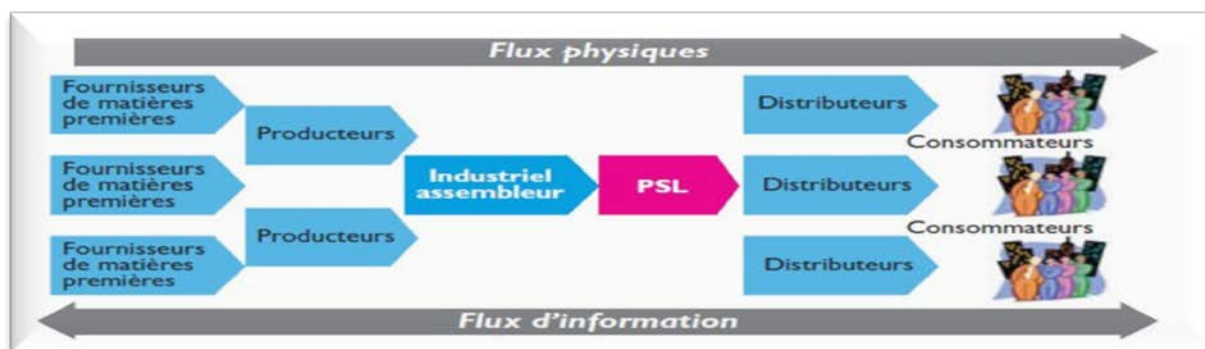 Flux physiques
Fournisseurs
de matières
premières
Producteurs
Distributeurs
Consommateurs
Fournisseurs
de matières
premières
Industriel
assembleur
PSL
Distributeurs
Consommateurs
Fournisseurs
de matières
premières
Producteurs
Distributeurs
Flux d'information